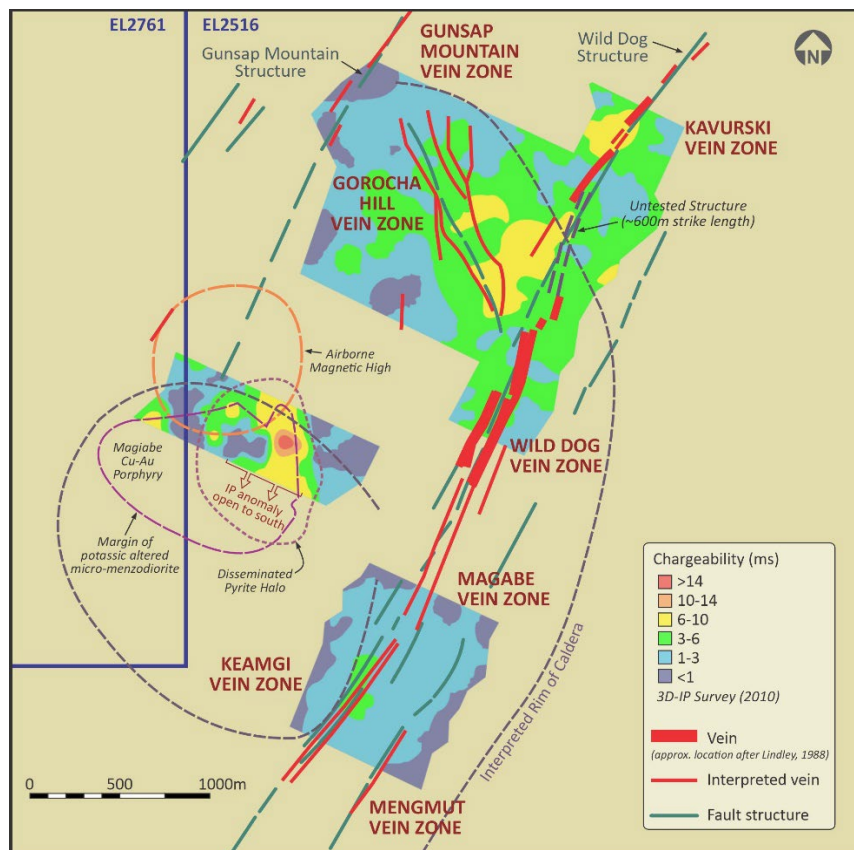 EL2761
EL2516
GUNSAP
MOUNTAIN
VEIN ZONE
Gunsap Mountain
Structure
Wild Dog
Structure
N
KAVURSKI
VEIN ZONE
GOROCHA
HILL
VEIN ZONE
Untested Structure
(~600m strike length)
Airborne
Magnetic High
Magiabe
Cu-Au
Porphyry
IP anomaly
open to south
WILD DOG
VEIN ZONE
Margin of
potassic altered
micro-menzodiorite
Disseminated
Pyrite Halo
MAGABE
VEIN ZONE
KEAMGI
VEIN ZONE
Interpreted Rim of Caldera
MENGMUT
VEIN ZONE
0 500 1000m
Chargeability (ms)
>14
10-14
6-10
3-6
1-3
<1
3D-IP Survey (2010)
Vein
(approx. location after Lindley, 1988)
Interpreted vein
Fault structure